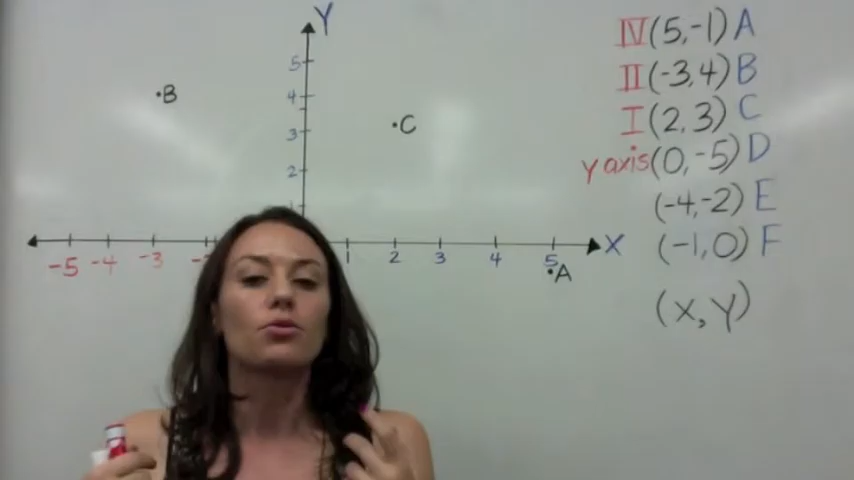 Y
5
4
B
3
C
2
1
-5 -4 -3 1 2 3 4 5 X
A
IV (5,-1) A
II (-3,4) B
I (2,3) C
Y axis (0,-5) D
(-4,-2) E
(-1,0) F
(X,Y)